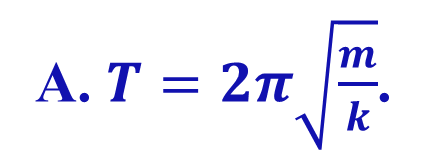 A. T = 2π√(m/k).